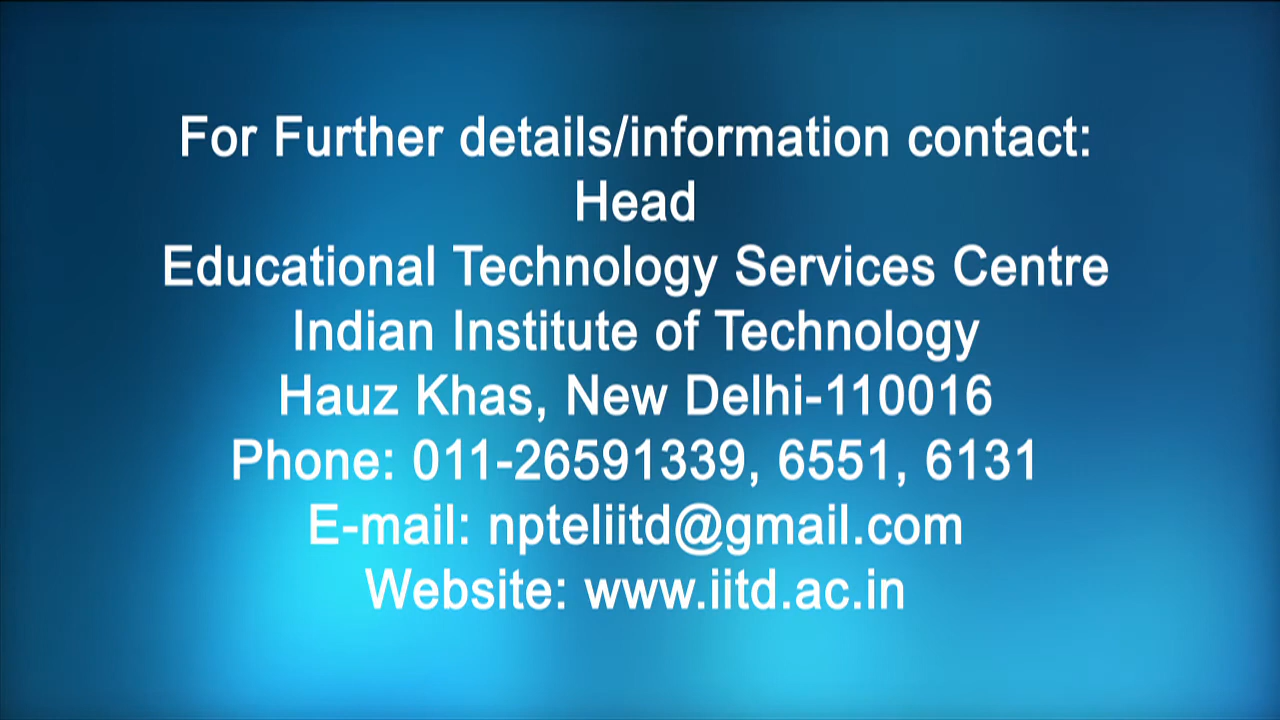 For Further details/information contact:
Head
Educational Technology Services Centre
Indian Institute of Technology
Hauz Khas, New Delhi-110016
Phone: 011-26591339, 6551, 6131
E-mail: npteliitd@gmail.com
Website: www.iitd.ac.in